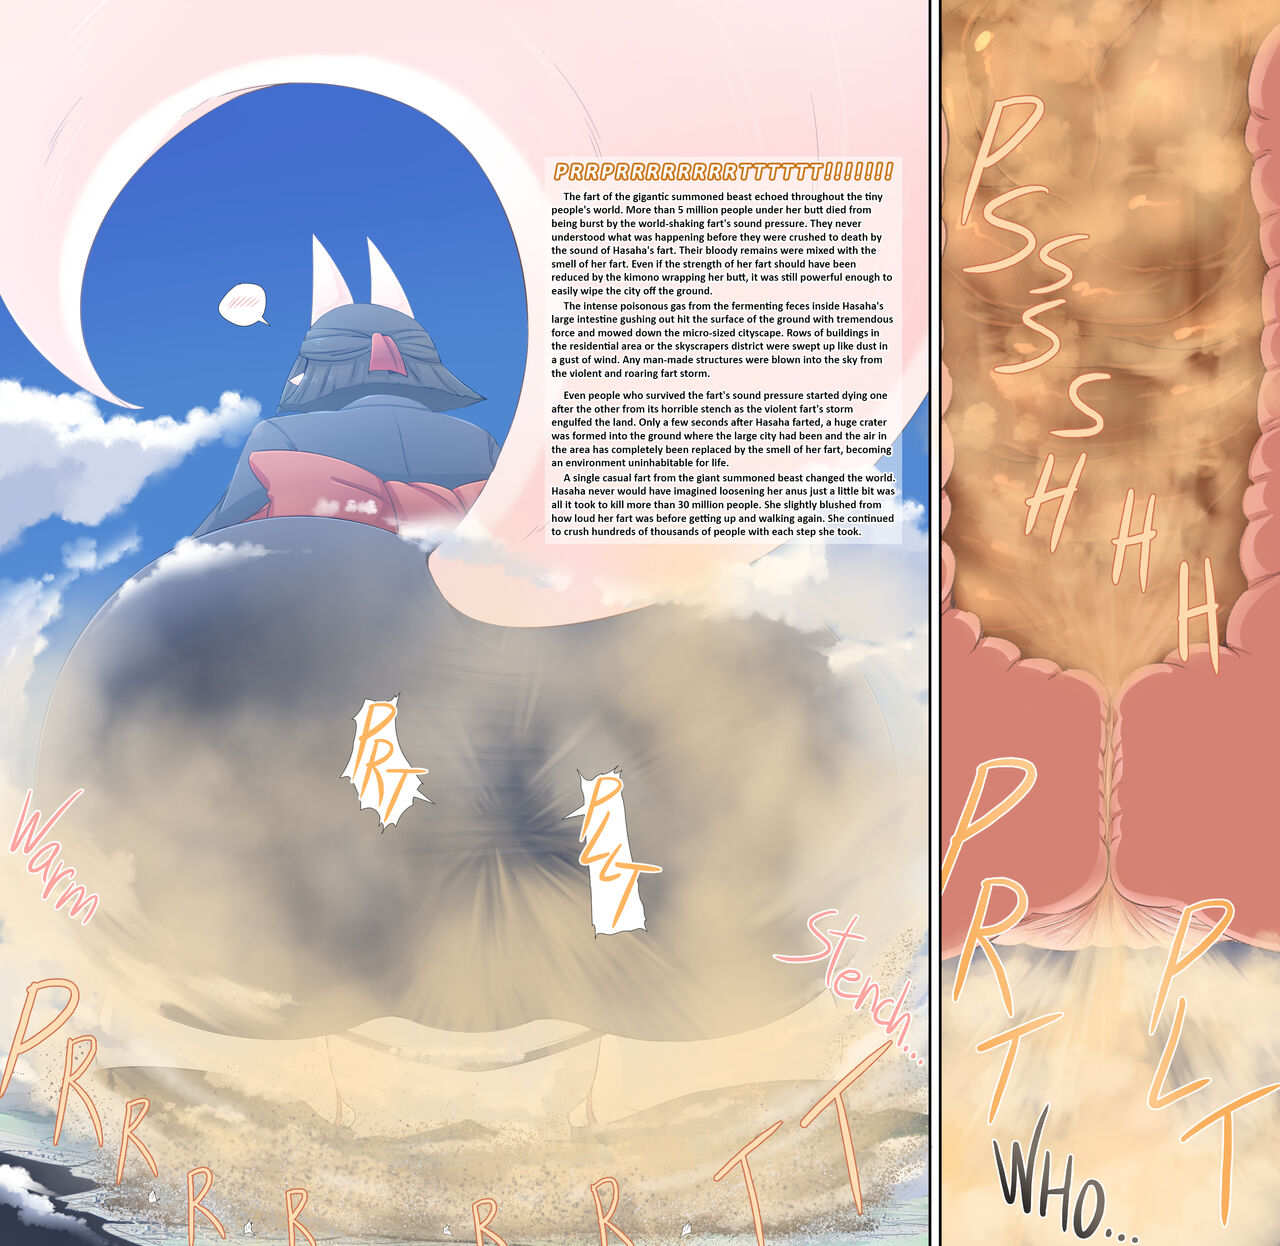 PRRPRRRRRRRRTTTTTT!!!!!!!
The fart of the gigantic summoned beast echoed throughout the tiny
people's world. More than 5 million people under her butt died from
being burst by the world-shaking fart's sound pressure. They never
understood what was happening before they were crushed to death by
the sound of Hasaha's fart. Their bloody remains were mixed with the
smell of her fart. Even if the strength of her fart should have been
reduced by the kimono wrapping her butt, it was still powerful enough to
easily wipe the city off the ground.
The intense poisonous gas from the fermenting feces inside Hasaha's
large intestine gushing out hit the surface of the ground with tremendous
force and mowed down the micro-sized cityscape. Rows of buildings in
the residential area or the skyscrapers district were swept up like dust in
a gust of wind. Any man-made structures were blown into the sky from
the violent and roaring fart storm.
Even people who survived the fart's sound pressure started dying one
after the other from its horrible stench as the violent fart's storm
engulfed the land. Only a few seconds after Hasaha farted, a huge crater
was formed into the ground where the large city had been and the air in
the area has completely been replaced by the smell of her fart, becoming
an environment uninhabitable for life.
A single casual fart from the giant summoned beast changed the world.
Hasaha never would have imagined loosening her anus just a little bit was
all it took to kill more than 30 million people. She slightly blushed from
how loud her fart was before getting up and walking again. She continued
to crush hundreds of thousands of people with each step she took.
PRT
PLLT
Warm
Stench...
PRRRRRRRTT
PSSSSHHH
PRT
PLT
WHO...